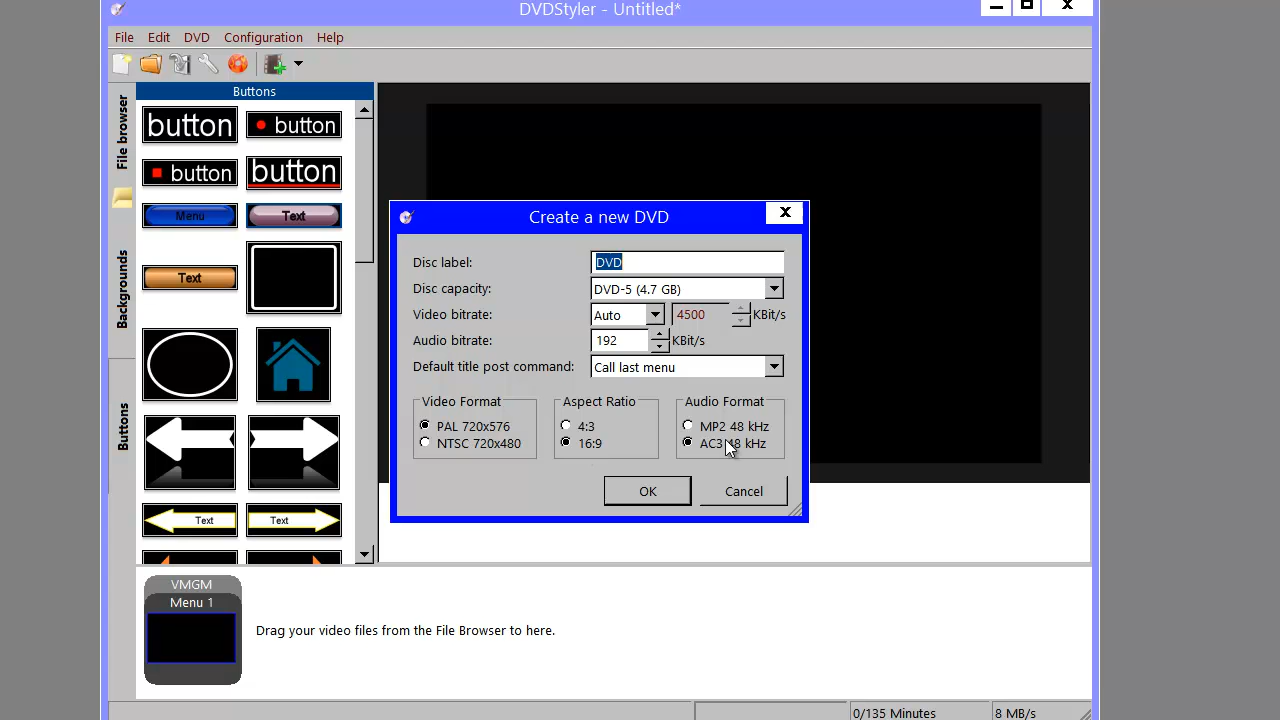 DVDStyler - Untitled*
File Edit DVD Configuration Help
File browser
Backgrounds
Buttons
Buttons
button
button
button
button
Menu
Text
Text
Text
Text
Create a new DVD
Disc label: DVD
Disc capacity: DVD-5 (4.7 GB)
Video bitrate: Auto 4500 KBit/s
Audio bitrate: 192 KBit/s
Default title post command: Call last menu
Video Format
PAL 720x576
NTSC 720x480
Aspect Ratio
4:3
16:9
Audio Format
MP2 48 kHz
AC3 48 kHz
OK Cancel
VMGM
Menu 1
Drag your video files from the File Browser to here.
0/135 Minutes 8 MB/s